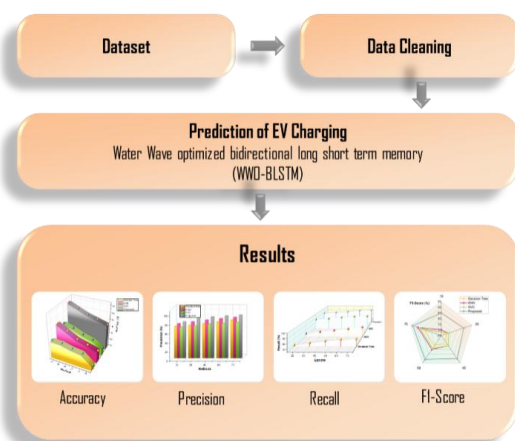 Dataset
Data Cleaning
Prediction of EV Charging
Water Wave optimized bidirectional long short term memory
(WWO-BLSTM)
Results
Accuracy
Precision
Recall
F1-Score